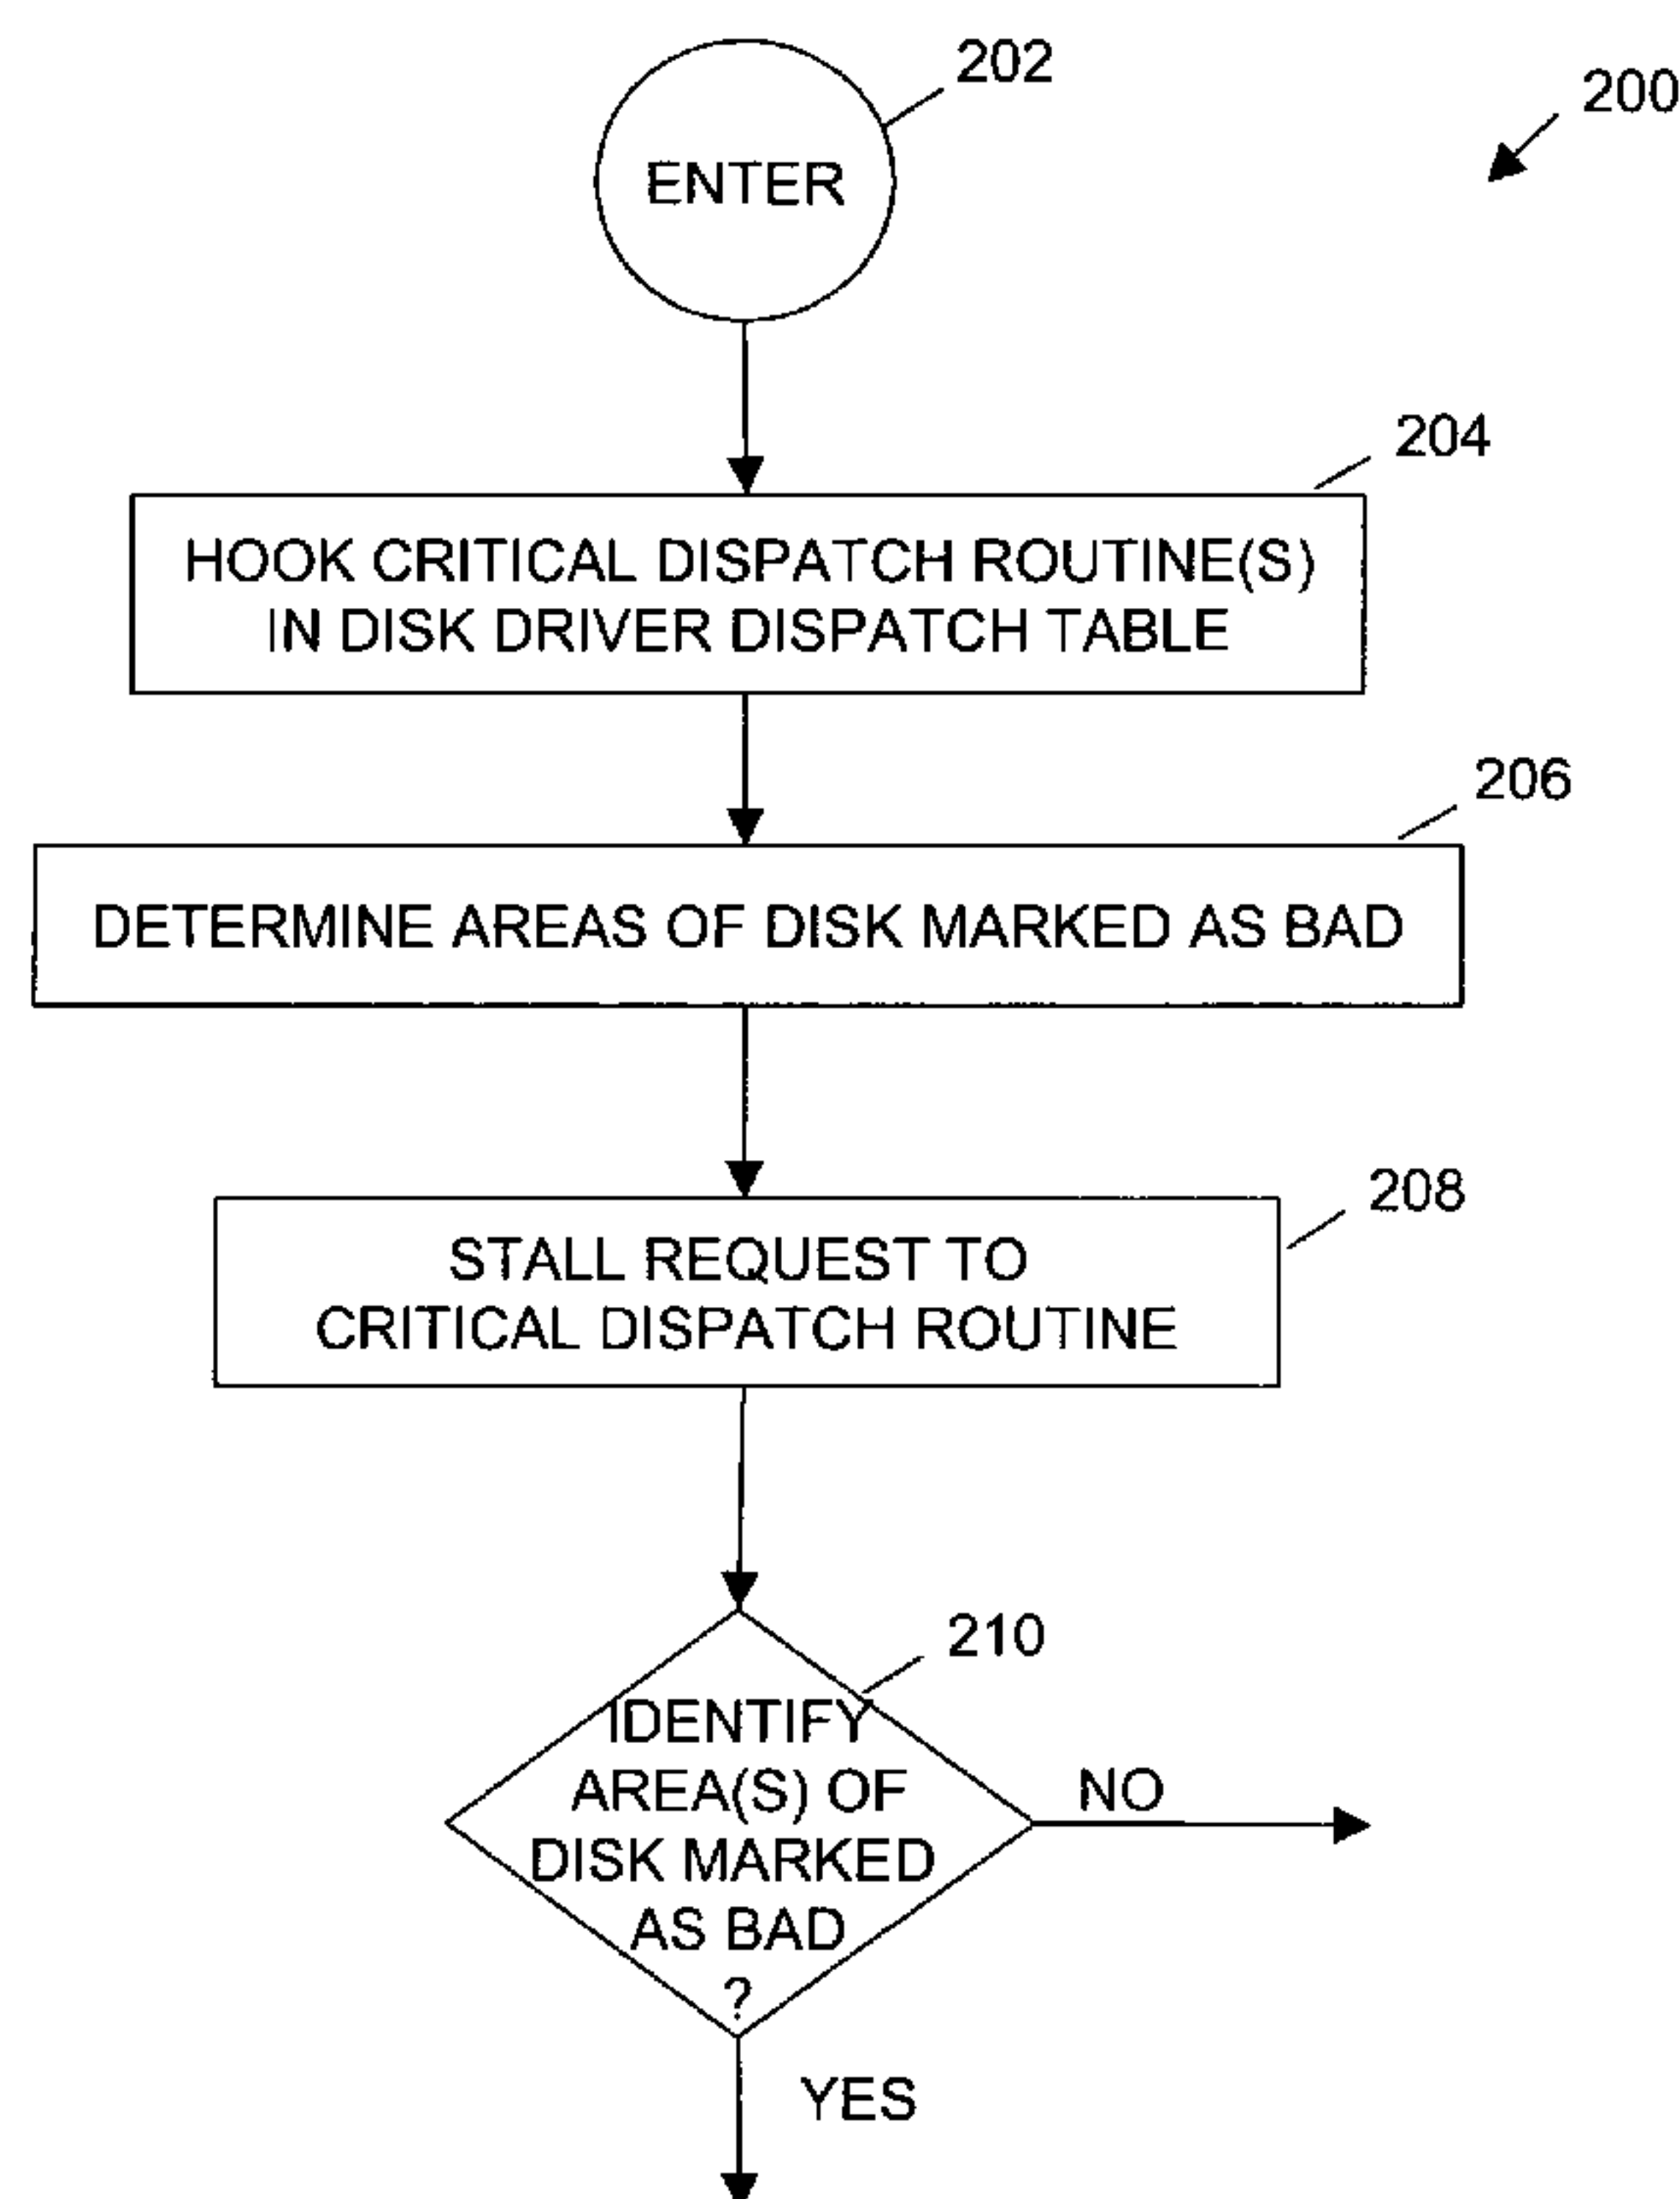 202
200
ENTER
204
HOOK CRITICAL DISPATCH ROUTINE(S)
IN DISK DRIVER DISPATCH TABLE
206
DETERMINE AREAS OF DISK MARKED AS BAD
208
STALL REQUEST TO
CRITICAL DISPATCH ROUTINE
210
IDENTIFY
AREA(S) OF
DISK MARKED
AS BAD
?
NO
YES